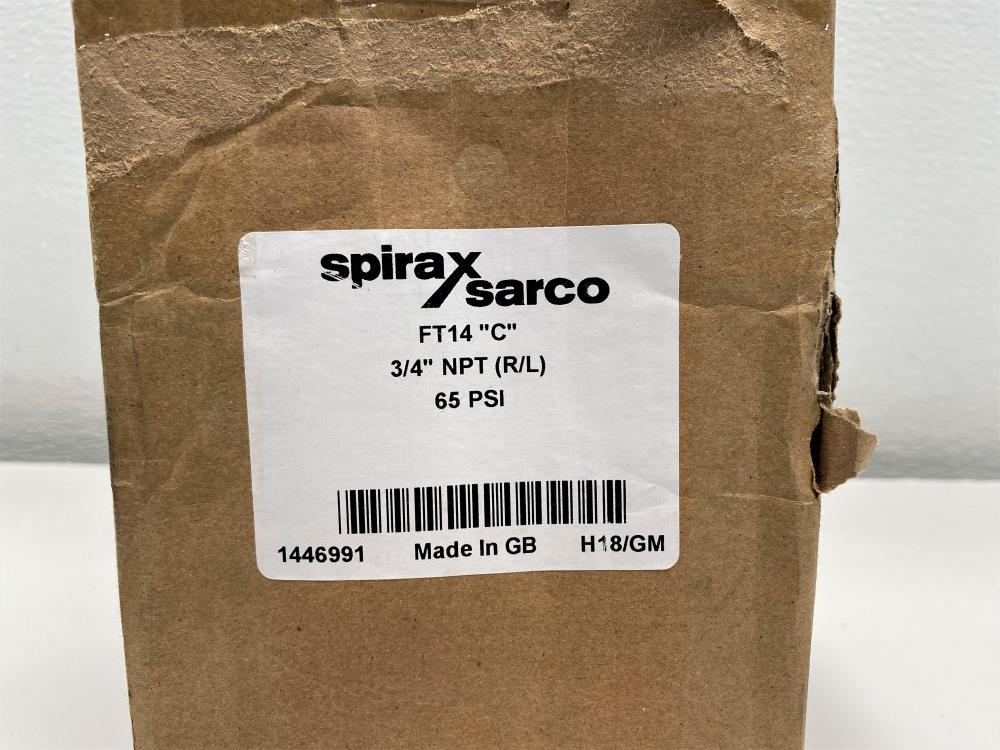 spirax
sarco
FT14 "C"
3/4" NPT (R/L)
65 PSI
1446991 Made In GB H18/GM